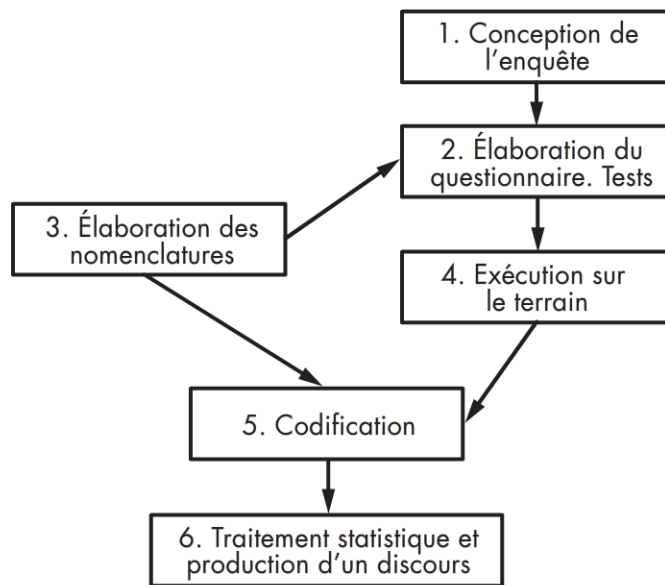 1. Conception de
l'enquête
2. Élaboration du
questionnaire. Tests
3. Élaboration des
nomenclatures
4. Exécution sur
le terrain
5. Codification
6. Traitement statistique et
production d'un discours